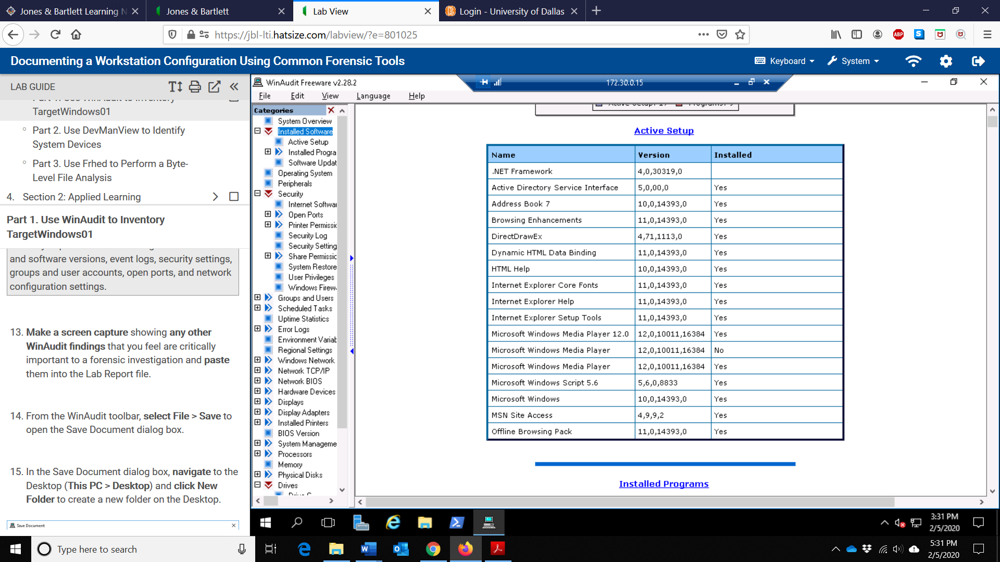 Jones & Bartlett Learning N
Jones & Bartlett
Lab View
Login - University of Dallas
https://jbl-lti.hatsize.com/labview/?e=801025
ABP
S
Documenting a Workstation Configuration Using Common Forensic Tools
Keyboard
System
LAB GUIDE
Part 1. Use WinAudit to Inventory
TargetWindows01
Part 2. Use DevManView to Identify
System Devices
Part 3. Use Frhed to Perform a Byte-
Level File Analysis
4. Section 2: Applied Learning
Part 1. Use WinAudit to Inventory
TargetWindows01
and software versions, event logs, security settings,
groups and user accounts, open ports, and network
configuration settings.
13. Make a screen capture showing any other
WinAudit findings that you feel are critically
important to a forensic investigation and paste
them into the Lab Report file.
14. From the WinAudit toolbar, select File > Save to
open the Save Document dialog box.
15. In the Save Document dialog box, navigate to the
Desktop (This PC > Desktop) and click New
Folder to create a new folder on the Desktop.
Save Document
WinAudit Freeware v2.28.2
172.30.0.15
File Edit View Language Help
Categories
System Overview
Installed Software
Active Setup
Installed Progra
Software Updat
Operating System
Peripherals
Security
Internet Softwar
Open Ports
Printer Permissic
Security Log
Security Setting
Share Permissic
System Restore
User Privileges
Windows Firew
Groups and Users
Scheduled Tasks
Uptime Statistics
Error Logs
Environment Variab
Regional Settings
Windows Network
Network TCP/IP
Network BIOS
Hardware Devices
Displays
Display Adapters
Installed Printers
BIOS Version
System Manageme
Processors
Memory
Physical Disks
Drives
Active Setup
Name Version Installed
.NET Framework 4,0,30319,0
Active Directory Service Interface 5,0,00,0 Yes
Address Book 7 10,0,14393,0 Yes
Browsing Enhancements 11,0,14393,0 Yes
DirectDrawEx 4,71,1113,0 Yes
Dynamic HTML Data Binding 11,0,14393,0 Yes
HTML Help 10,0,14393,0 Yes
Internet Explorer Core Fonts 11,0,14393,0 Yes
Internet Explorer Help 11,0,14393,0 Yes
Internet Explorer Setup Tools 11,0,14393,0 Yes
Microsoft Windows Media Player 12.0 12,0,10011,16384 Yes
Microsoft Windows Media Player 12,0,10011,16384 No
Microsoft Windows Media Player 12,0,10011,16384 Yes
Microsoft Windows Script 5.6 5,6,0,8833 Yes
Microsoft Windows 10,0,14393,0 Yes
MSN Site Access 4,9,9,2 Yes
Offline Browsing Pack 11,0,14393,0 Yes
Installed Programs
3:31 PM
2/5/2020
Type here to search
5:31 PM
2/5/2020